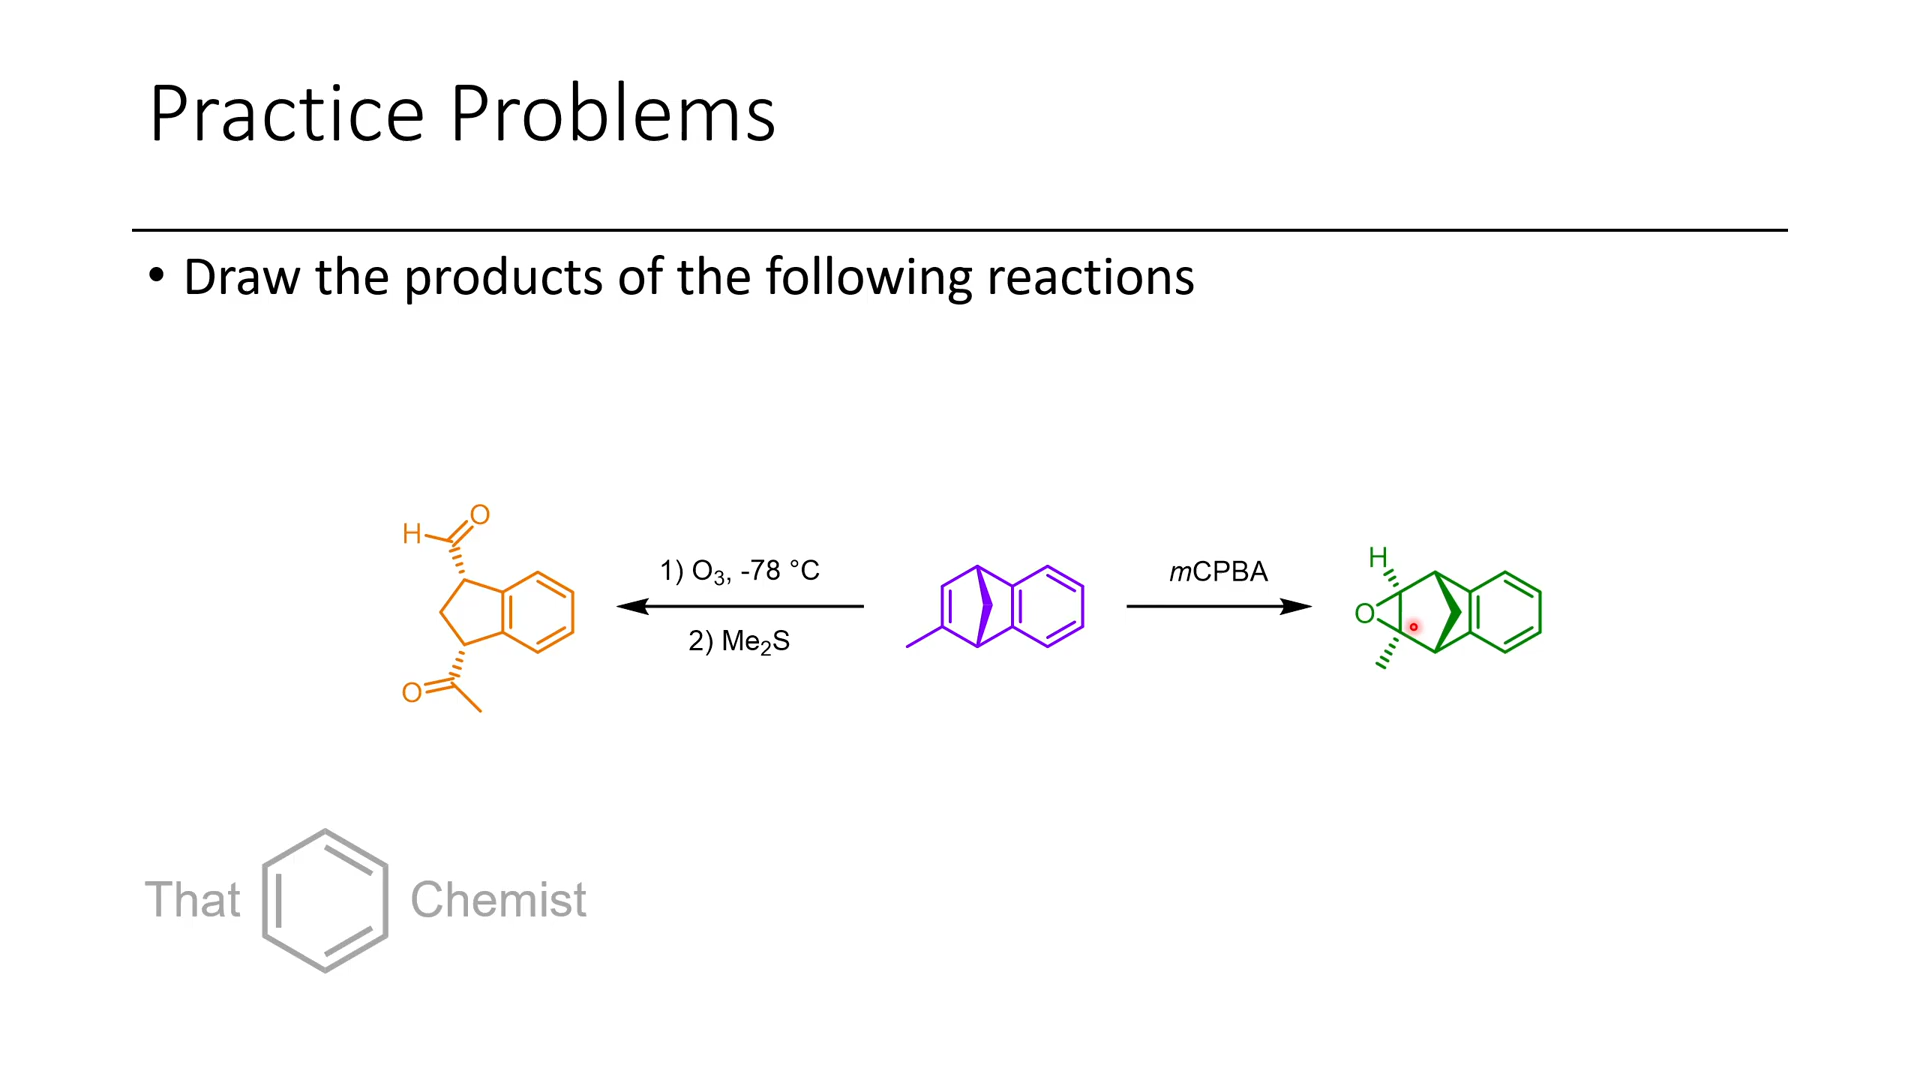 Practice Problems
• Draw the products of the following reactions
H
O
O
1) O₃, -78 °C
2) Me₂S
mCPBA
H
O
That Chemist